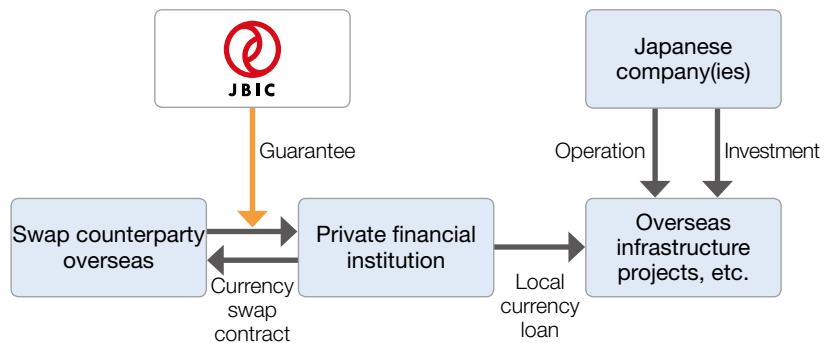 JBIC
Japanese
company(ies)
Guarantee
Operation
Investment
Swap counterparty
overseas
Private financial
institution
Overseas
infrastructure
projects, etc.
Currency
swap
contract
Local
currency
loan